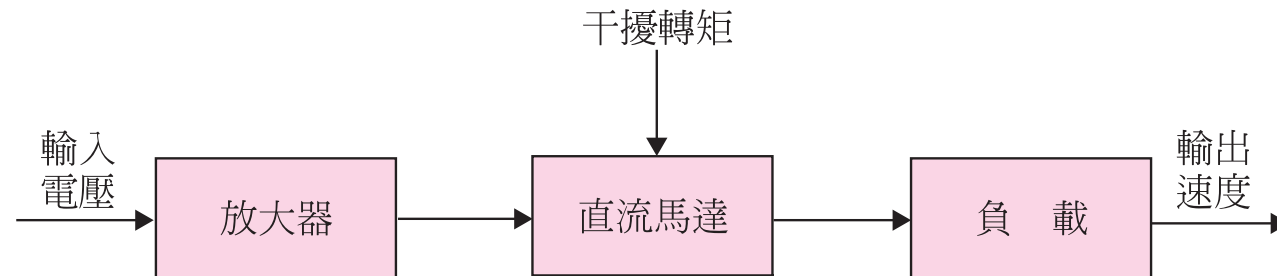 干擾轉矩
輸入
電壓
放大器
直流馬達
負 載
輸出
速度